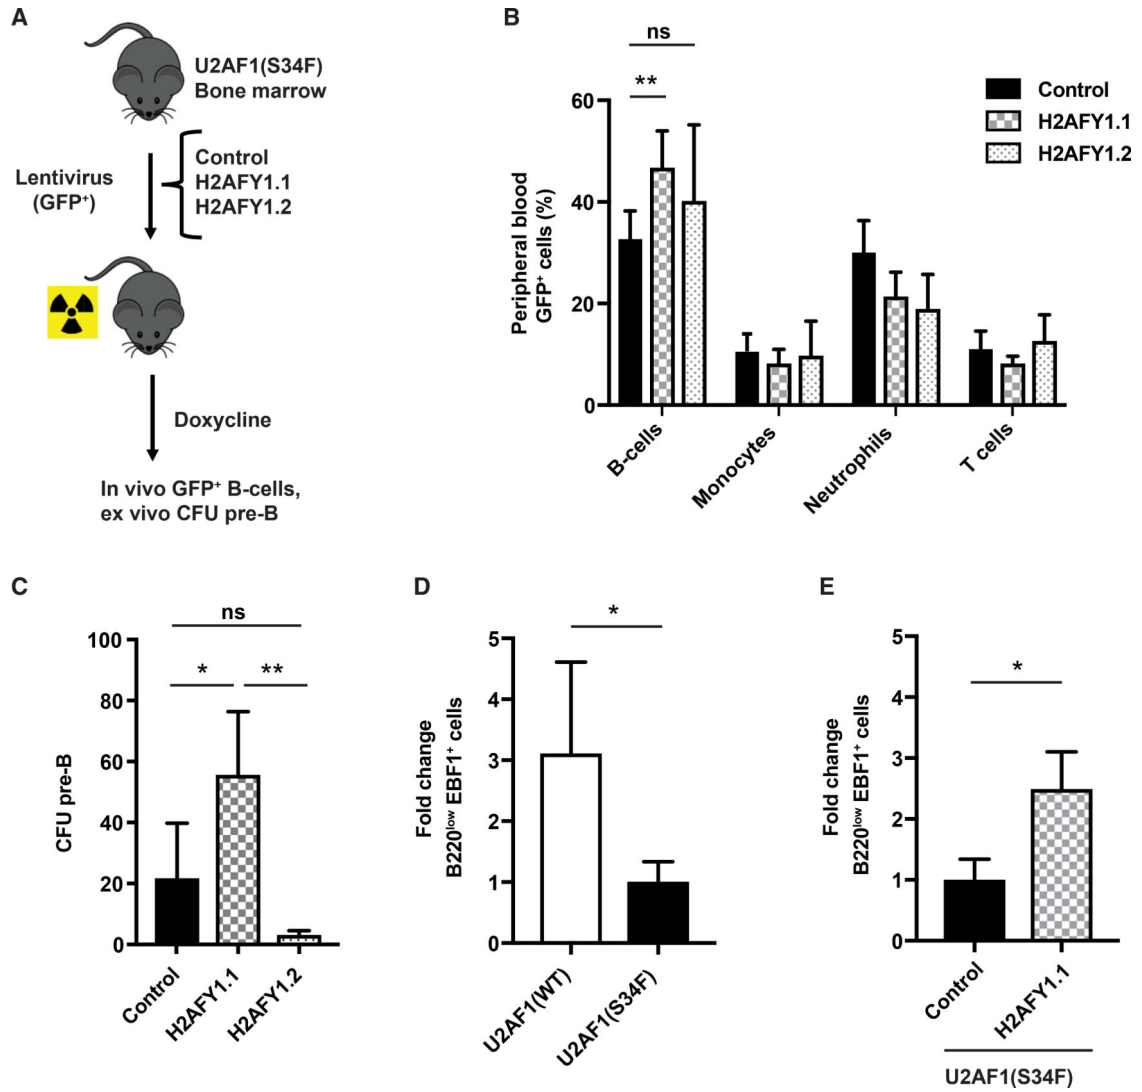 A
U2AF1(S34F)
Bone marrow
Lentivirus
(GFP⁺)
Control
H2AFY1.1
H2AFY1.2
Doxycline
In vivo GFP⁺ B-cells,
ex vivo CFU pre-B
B
ns
**
Control
H2AFY1.1
H2AFY1.2
Peripheral blood
GFP⁺ cells (%)
60
40
20
0
B-cells
Monocytes
Neutrophils
T cells
C
ns
*
**
CFU pre-B
100
80
60
40
20
0
Control
H2AFY1.1
H2AFY1.2
D
*
Fold change
B220ˡᵒʷ EBF1⁺ cells
5
4
3
2
1
0
U2AF1(WT)
U2AF1(S34F)
E
*
Fold change
B220ˡᵒʷ EBF1⁺ cells
5
4
3
2
1
0
Control
H2AFY1.1
U2AF1(S34F)